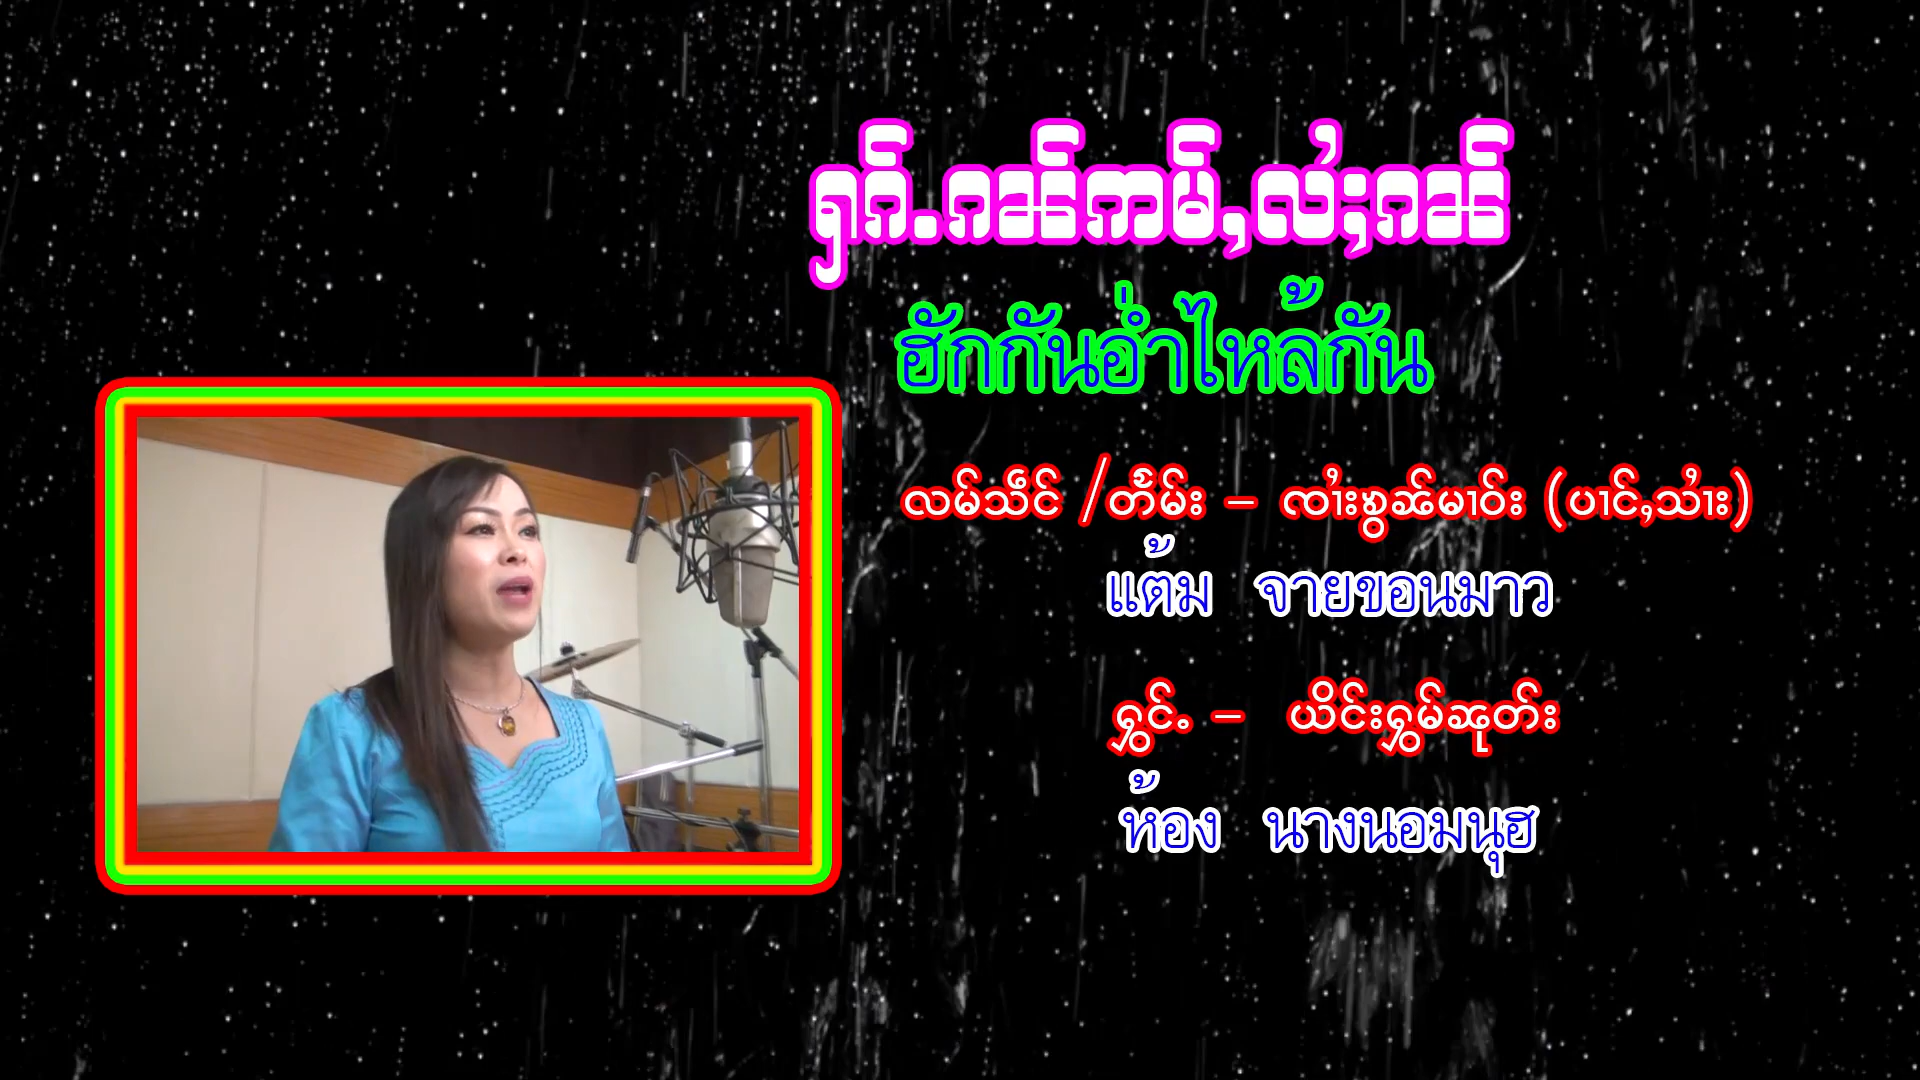 ႁၵ်ႉၵၼ်ဢမ်ႇလႆႈၵၼ်
ฮักกันอ่ำไหล้กัน
လမ်းသဵင် /တႅမ်ႈ – ၸၢႆးၶွၼ်မၢဝ်း (ပၢင်ႇသၢႆး)
แต้ม จายขอนมาว
ႁွင်ႉ – ယိင်းႁွမ်ၼုတ်း
ห้อง นางนอมนุฮ